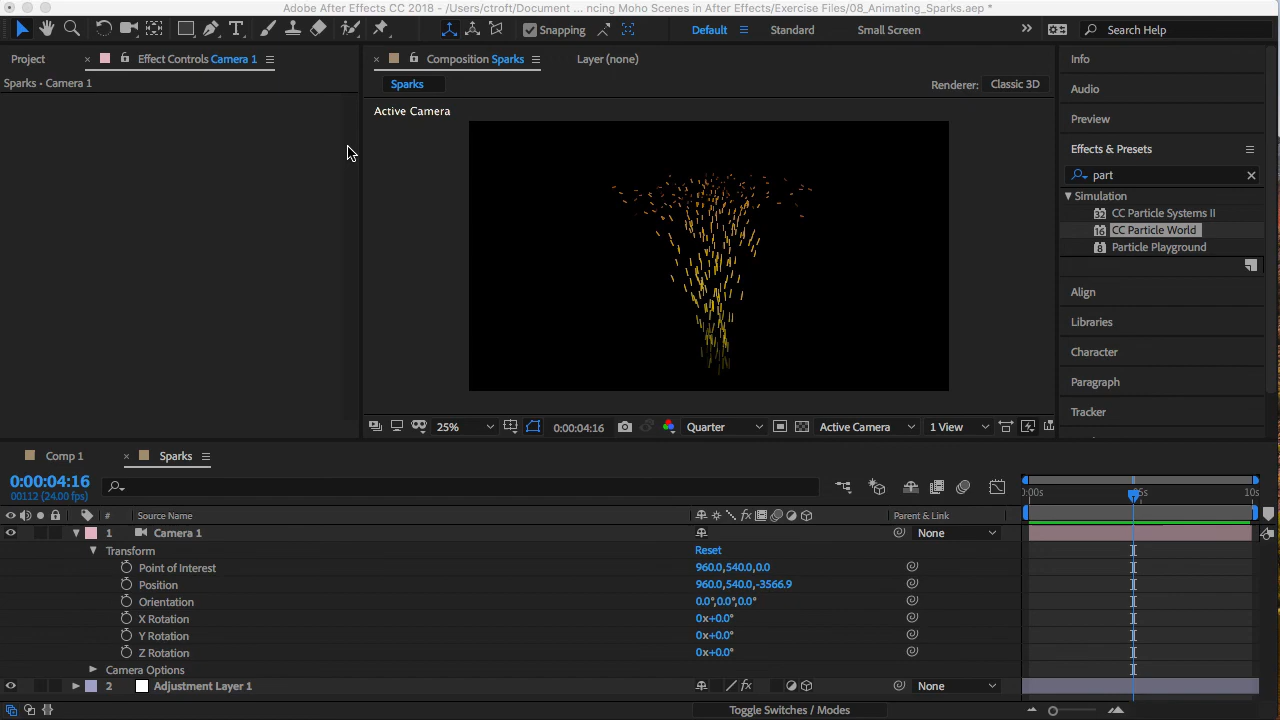 Adobe After Effects CC 2018 - /Users/ctroft/Document ... ncing Moho Scenes in After Effects/Exercise Files/08_Animating_Sparks.aep *
Snapping
Default
Standard
Small Screen
Search Help
Project
Effect Controls Camera 1
Composition Sparks
Layer (none)
Info
Sparks • Camera 1
Sparks
Renderer:
Classic 3D
Audio
Active Camera
Preview
Effects & Presets
part
Simulation
32 CC Particle Systems II
16 CC Particle World
8 Particle Playground
Align
Libraries
Character
Paragraph
Tracker
25%
0:00:04:16
Quarter
Active Camera
1 View
Comp 1
Sparks
0:00:04:16
00112 (24.00 fps)
0:00s
05s
10s
#
Source Name
fx
Parent & Link
1
Camera 1
None
Transform
Reset
Point of Interest
960.0,540.0,0.0
Position
960.0,540.0,-3566.9
Orientation
0.0°,0.0°,0.0°
X Rotation
0x+0.0°
Y Rotation
0x+0.0°
Z Rotation
0x+0.0°
Camera Options
2
Adjustment Layer 1
fx
None
Toggle Switches / Modes